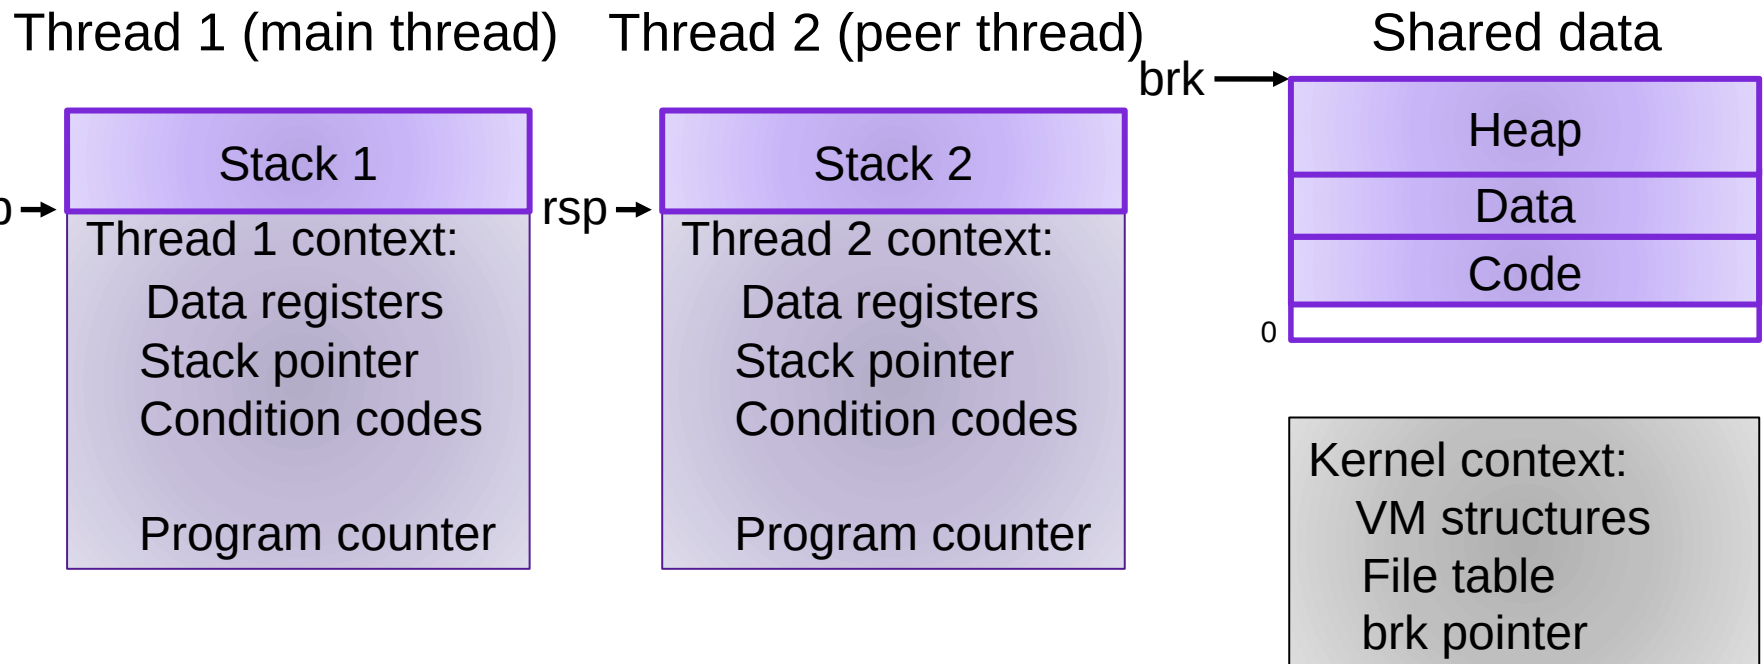 Thread 1 (main thread)
Stack 1
Thread 1 context:
Data registers
Stack pointer
Condition codes
Program counter
Thread 2 (peer thread)
rsp
Stack 2
Thread 2 context:
Data registers
Stack pointer
Condition codes
Program counter
Shared data
brk
Heap
Data
Code
0
Kernel context:
VM structures
File table
brk pointer